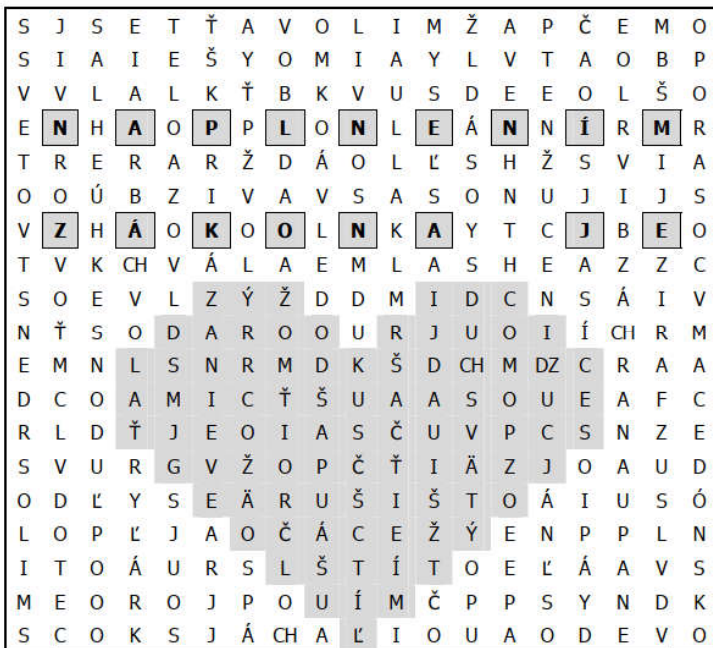 S J S E T Ť A V O L I M Ž A P Č E M O
S I A I E Š Y O M I A Y L V T A O B P
V V L A L K Ť B K V U S D E E O L Š O
E N H A O P P L O N L E Á N N Í R M R
T R E R A R Ž D Á O L Ľ S H Ž S V I A
O O Ú B Z I V A V S A S O N U J I J S
V Z H Á O K O O L N K A Y T C J B E O
T V K CH V Á L A E M L A S H E A Z Z C
S O E V L Z Ý Ž D D M I D C N S Á I V
N Ť S O D A R O O U R J U O I Í CH R M
E M N L S N R M D K Š D CH M DZ C R A A
D C O A M I C Ť Š U A A S O U E A F C
R L D Ť J E O I A S Č U V P C S N Z E
S V U R G V Ž O P Č Ť I Ä Z J O A U D
O D Ľ Y S E Ä R U Š I Š T O Á I U S Ó
L O P Ľ J A O Č Á C E Ž Ý E N P P L N
I T O Á U R S L Š T Í T O E Ľ Á A V S
M E O R O J P O U Í M Č P P S Y N D K
S C O K S J Á CH A Ľ I O U A O D E V O